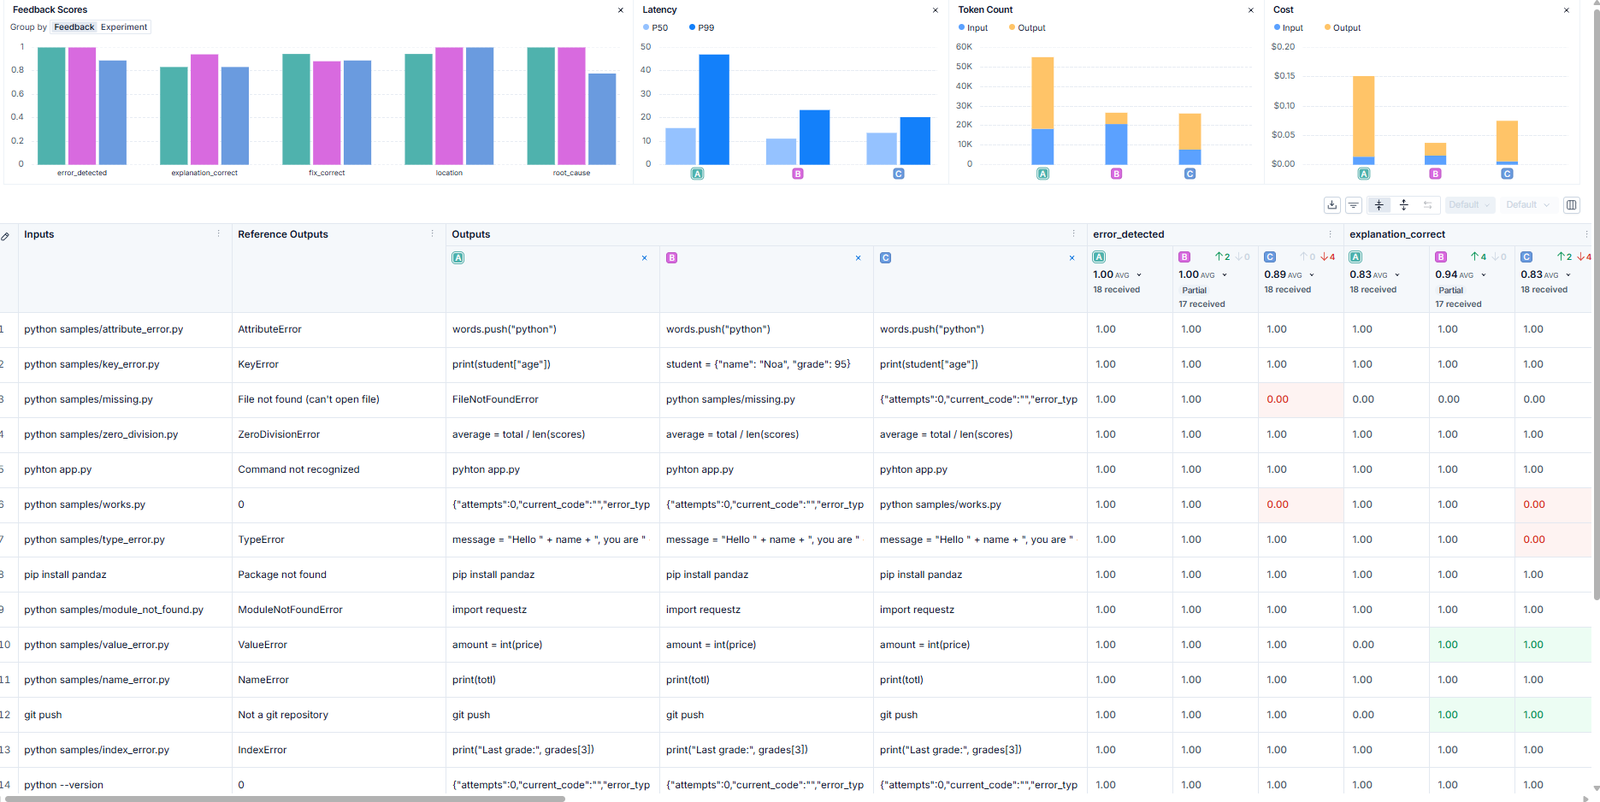 Feedback Scores
Group by Feedback Experiment
1
0.8
0.6
0.4
0.2
0
error_detected explanation_correct fix_correct location root_cause
Latency
P50 P99
50
40
30
20
10
0
A B C
Token Count
Input Output
60K
50K
40K
30K
20K
10K
0
A B C
Cost
Input Output
$0.20
$0.15
$0.10
$0.05
$0.00
A B C
Default Default
Inputs Reference Outputs Outputs error_detected explanation_correct
A B C A B ↑2 ↓0 C ↑0 ↓4 A B ↑4 ↓0 C ↑2 ↓4
1.00 AVG 1.00 AVG 0.89 AVG 0.83 AVG 0.94 AVG 0.83 AVG
18 received Partial 18 received 18 received Partial 18 received
17 received 17 received
1 python samples/attribute_error.py AttributeError words.push("python") words.push("python") words.push("python") 1.00 1.00 1.00 1.00 1.00 1.00
2 python samples/key_error.py KeyError print(student["age"]) student = {"name": "Noa", "grade": 95} print(student["age"]) 1.00 1.00 1.00 1.00 1.00 1.00
3 python samples/missing.py File not found (can't open file) FileNotFoundError python samples/missing.py {"attempts":0,"current_code":"","error_typ 1.00 1.00 0.00 0.00 0.00 0.00
4 python samples/zero_division.py ZeroDivisionError average = total / len(scores) average = total / len(scores) average = total / len(scores) 1.00 1.00 1.00 1.00 1.00 1.00
5 pyhton app.py Command not recognized pyhton app.py pyhton app.py pyhton app.py 1.00 1.00 1.00 1.00 1.00 1.00
6 python samples/works.py 0 {"attempts":0,"current_code":"","error_typ {"attempts":0,"current_code":"","error_typ python samples/works.py 1.00 1.00 0.00 1.00 1.00 0.00
7 python samples/type_error.py TypeError message = "Hello " + name + ", you are " message = "Hello " + name + ", you are " message = "Hello " + name + ", you are " 1.00 1.00 1.00 1.00 1.00 0.00
8 pip install pandaz Package not found pip install pandaz pip install pandaz pip install pandaz 1.00 1.00 1.00 1.00 1.00 1.00
9 python samples/module_not_found.py ModuleNotFoundError import requestz import requestz import requestz 1.00 1.00 1.00 1.00 1.00 1.00
10 python samples/value_error.py ValueError amount = int(price) amount = int(price) amount = int(price) 1.00 1.00 1.00 0.00 1.00 1.00
11 python samples/name_error.py NameError print(totl) print(totl) print(totl) 1.00 1.00 1.00 1.00 1.00 1.00
12 git push Not a git repository git push git push git push 1.00 1.00 1.00 0.00 1.00 1.00
13 python samples/index_error.py IndexError print("Last grade:", grades[3]) print("Last grade:", grades[3]) print("Last grade:", grades[3]) 1.00 1.00 1.00 1.00 1.00 1.00
14 python --version 0 {"attempts":0,"current_code":"","error_typ {"attempts":0,"current_code":"","error_typ {"attempts":0,"current_code":"","error_typ 1.00 1.00 1.00 1.00 1.00 1.00